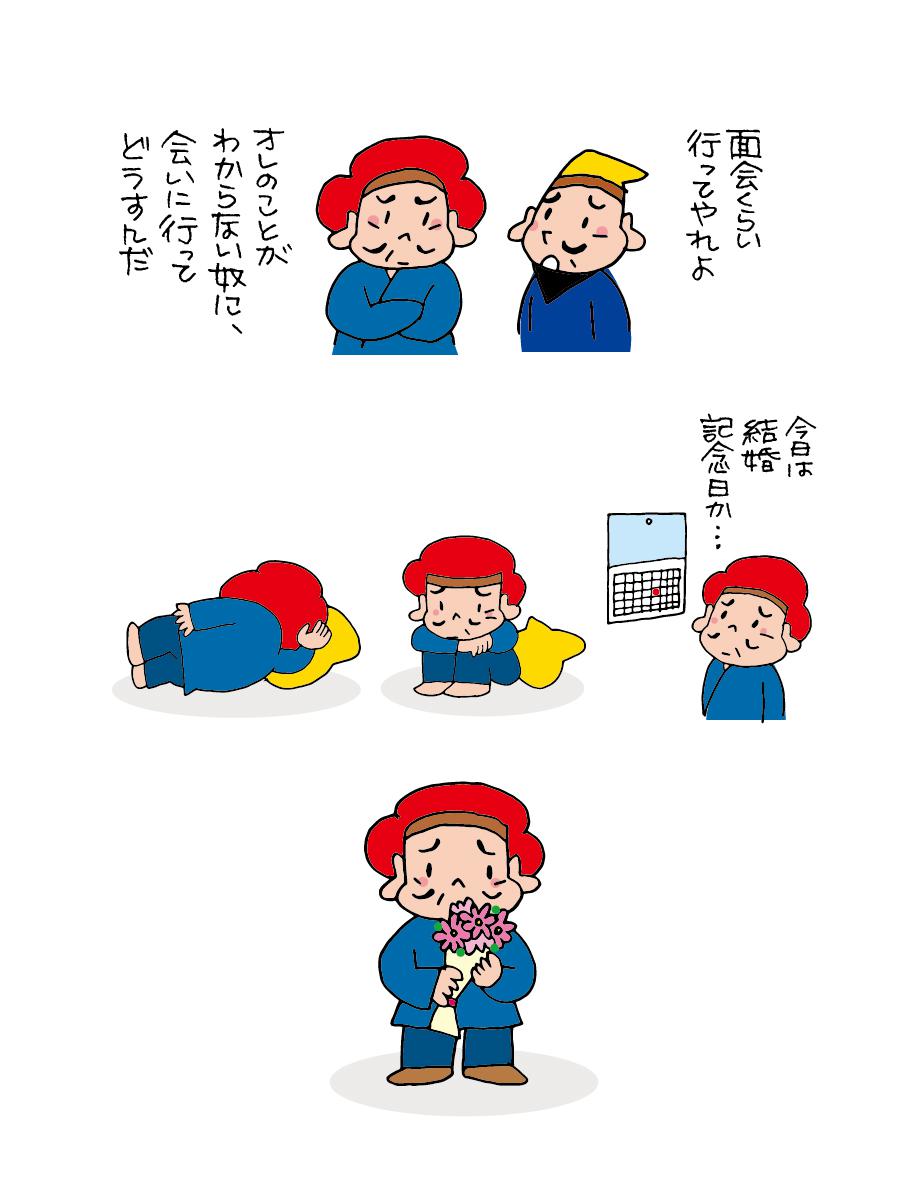 面会くらい
行ってやれよ
オレのことが
わからない奴に、
会いに行って
どうすんだ
今日は
結婚
記念日か…